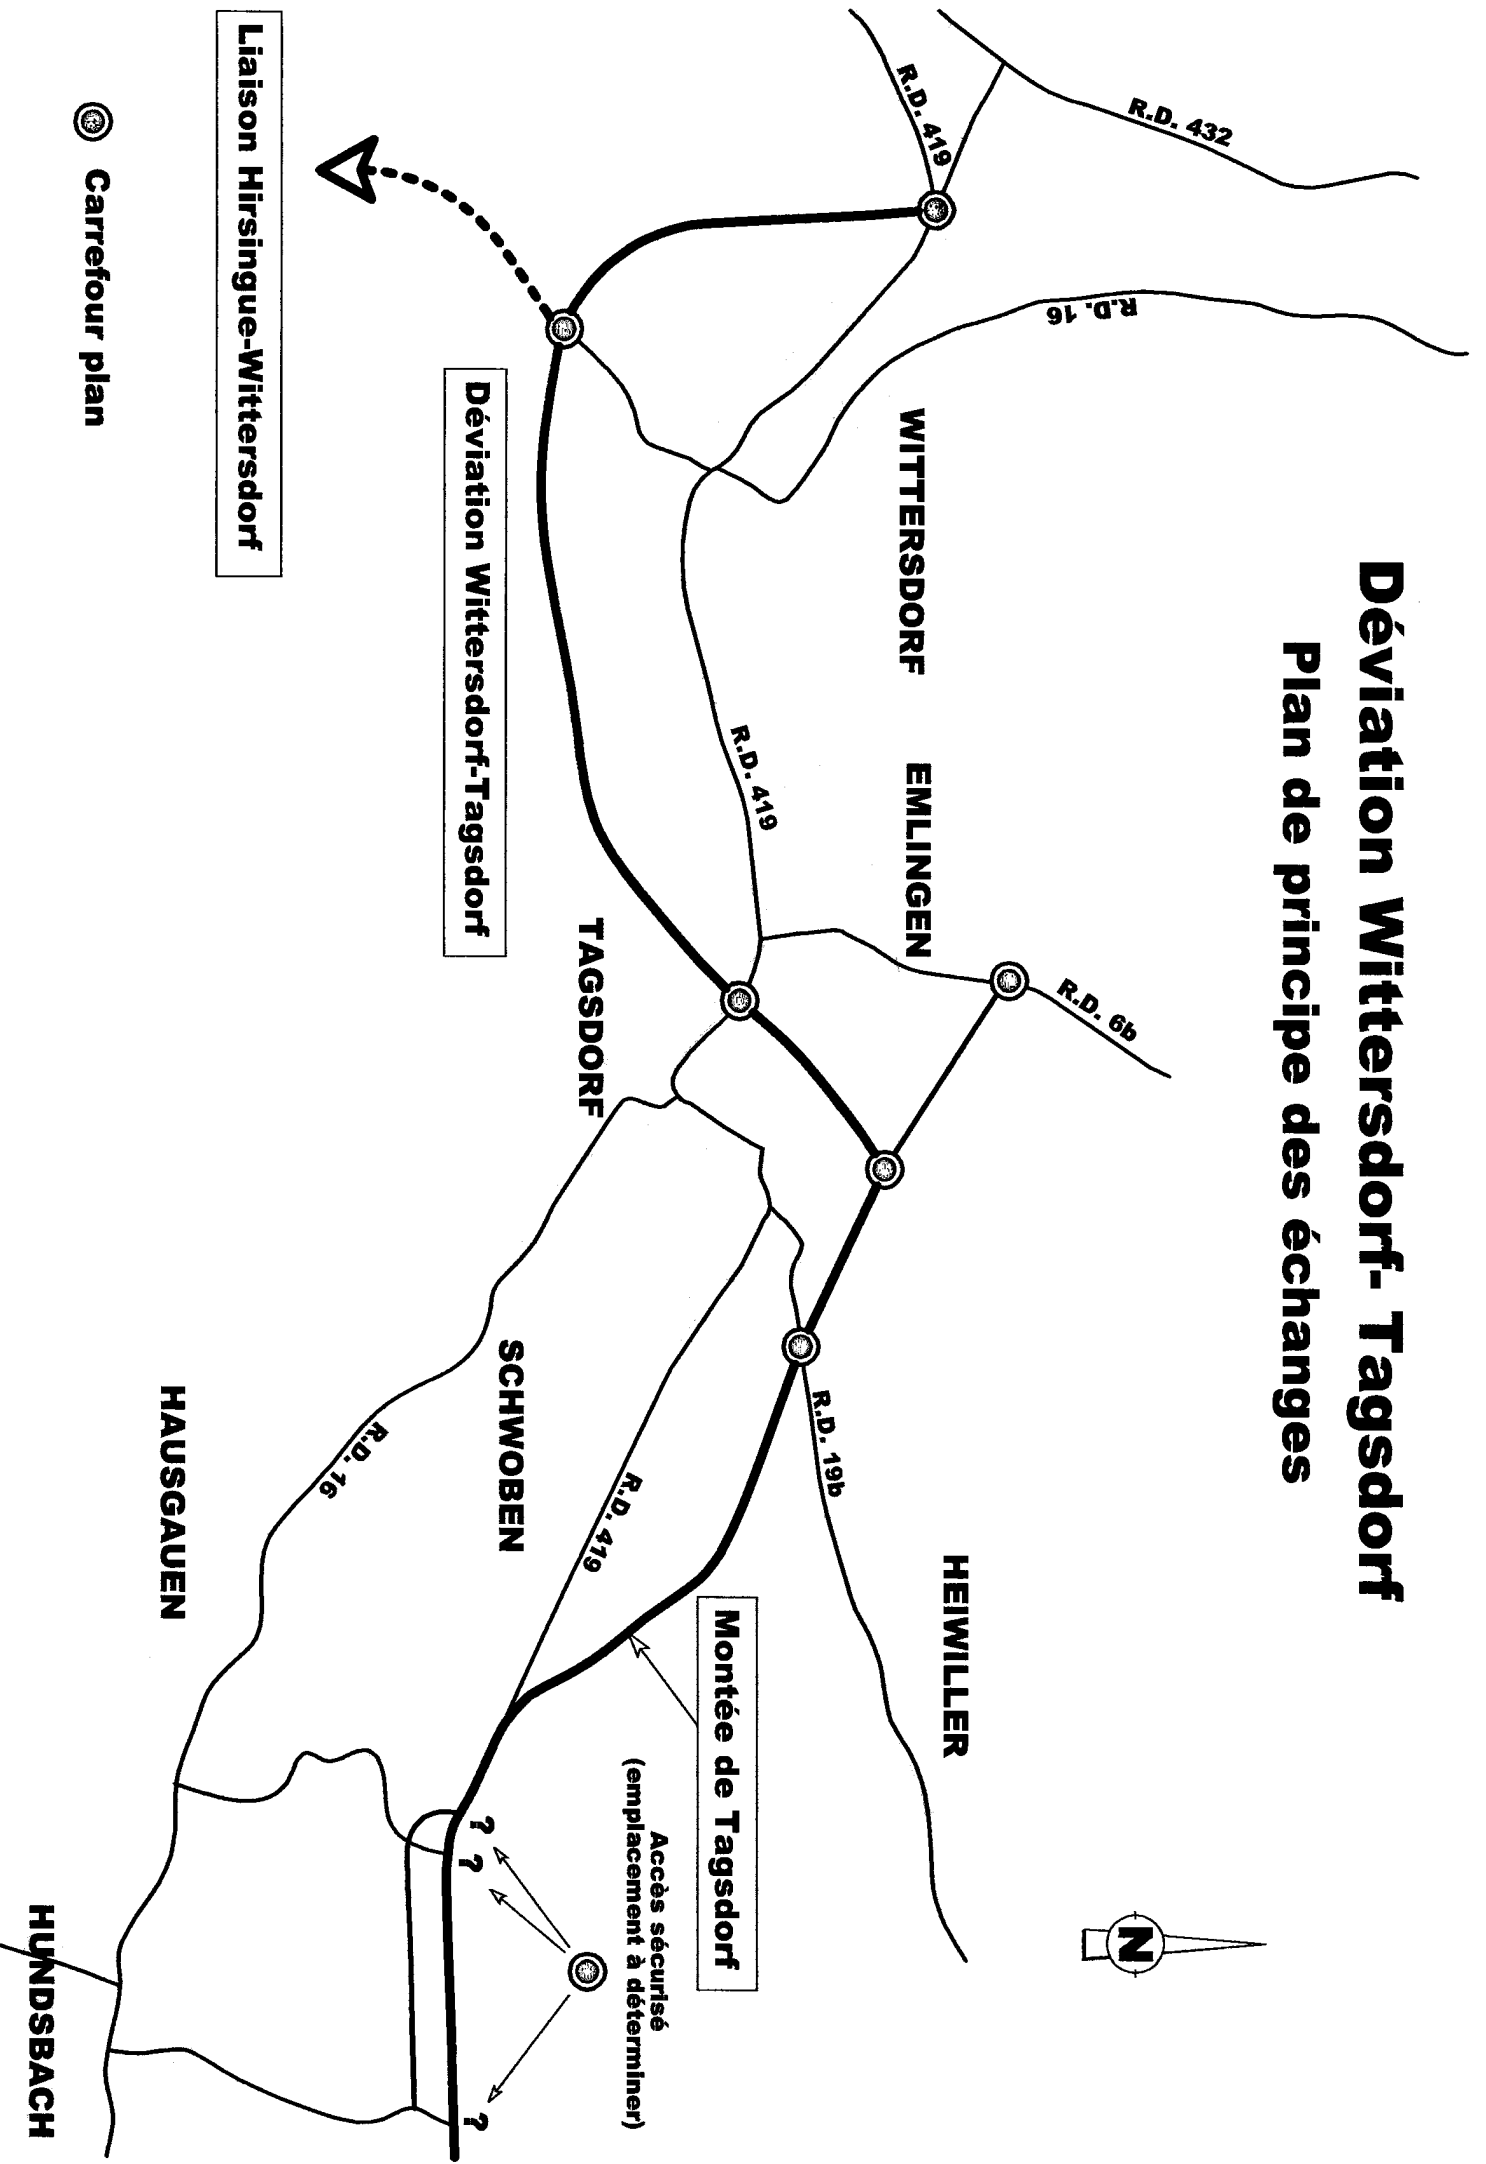 Déviation Wittersdorf- Tagsdorf
Plan de principe des échanges
R.D. 432
R.D. 419
R.D. 16
WITTERSDORF
EMLINGEN
R.D. 6b
R.D. 419
HEIWILLER
R.D. 19b
N
TAGSDORF
Montée de Tagsdorf
Déviation Wittersdorf-Tagsdorf
SCHWOBEN
R.D. 419
Accès sécurisé
(emplacement à déterminer)
?
?
?
R.D. 16
Liaison Hirsingue-Wittersdorf
HAUSGAUEN
Carrefour plan
HUNDSBACH